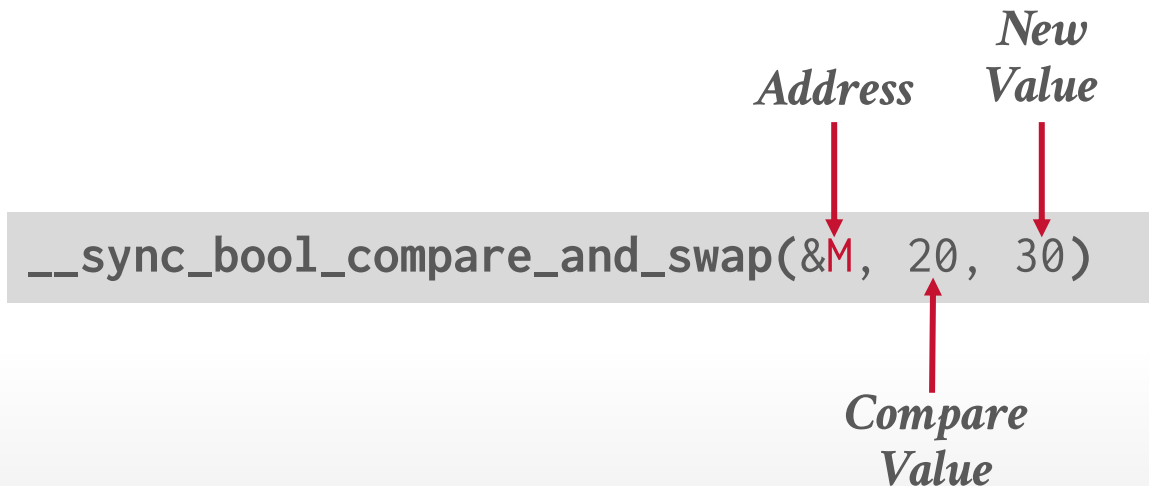 New
Value
Address
__sync_bool_compare_and_swap(&M, 20, 30)
Compare
Value